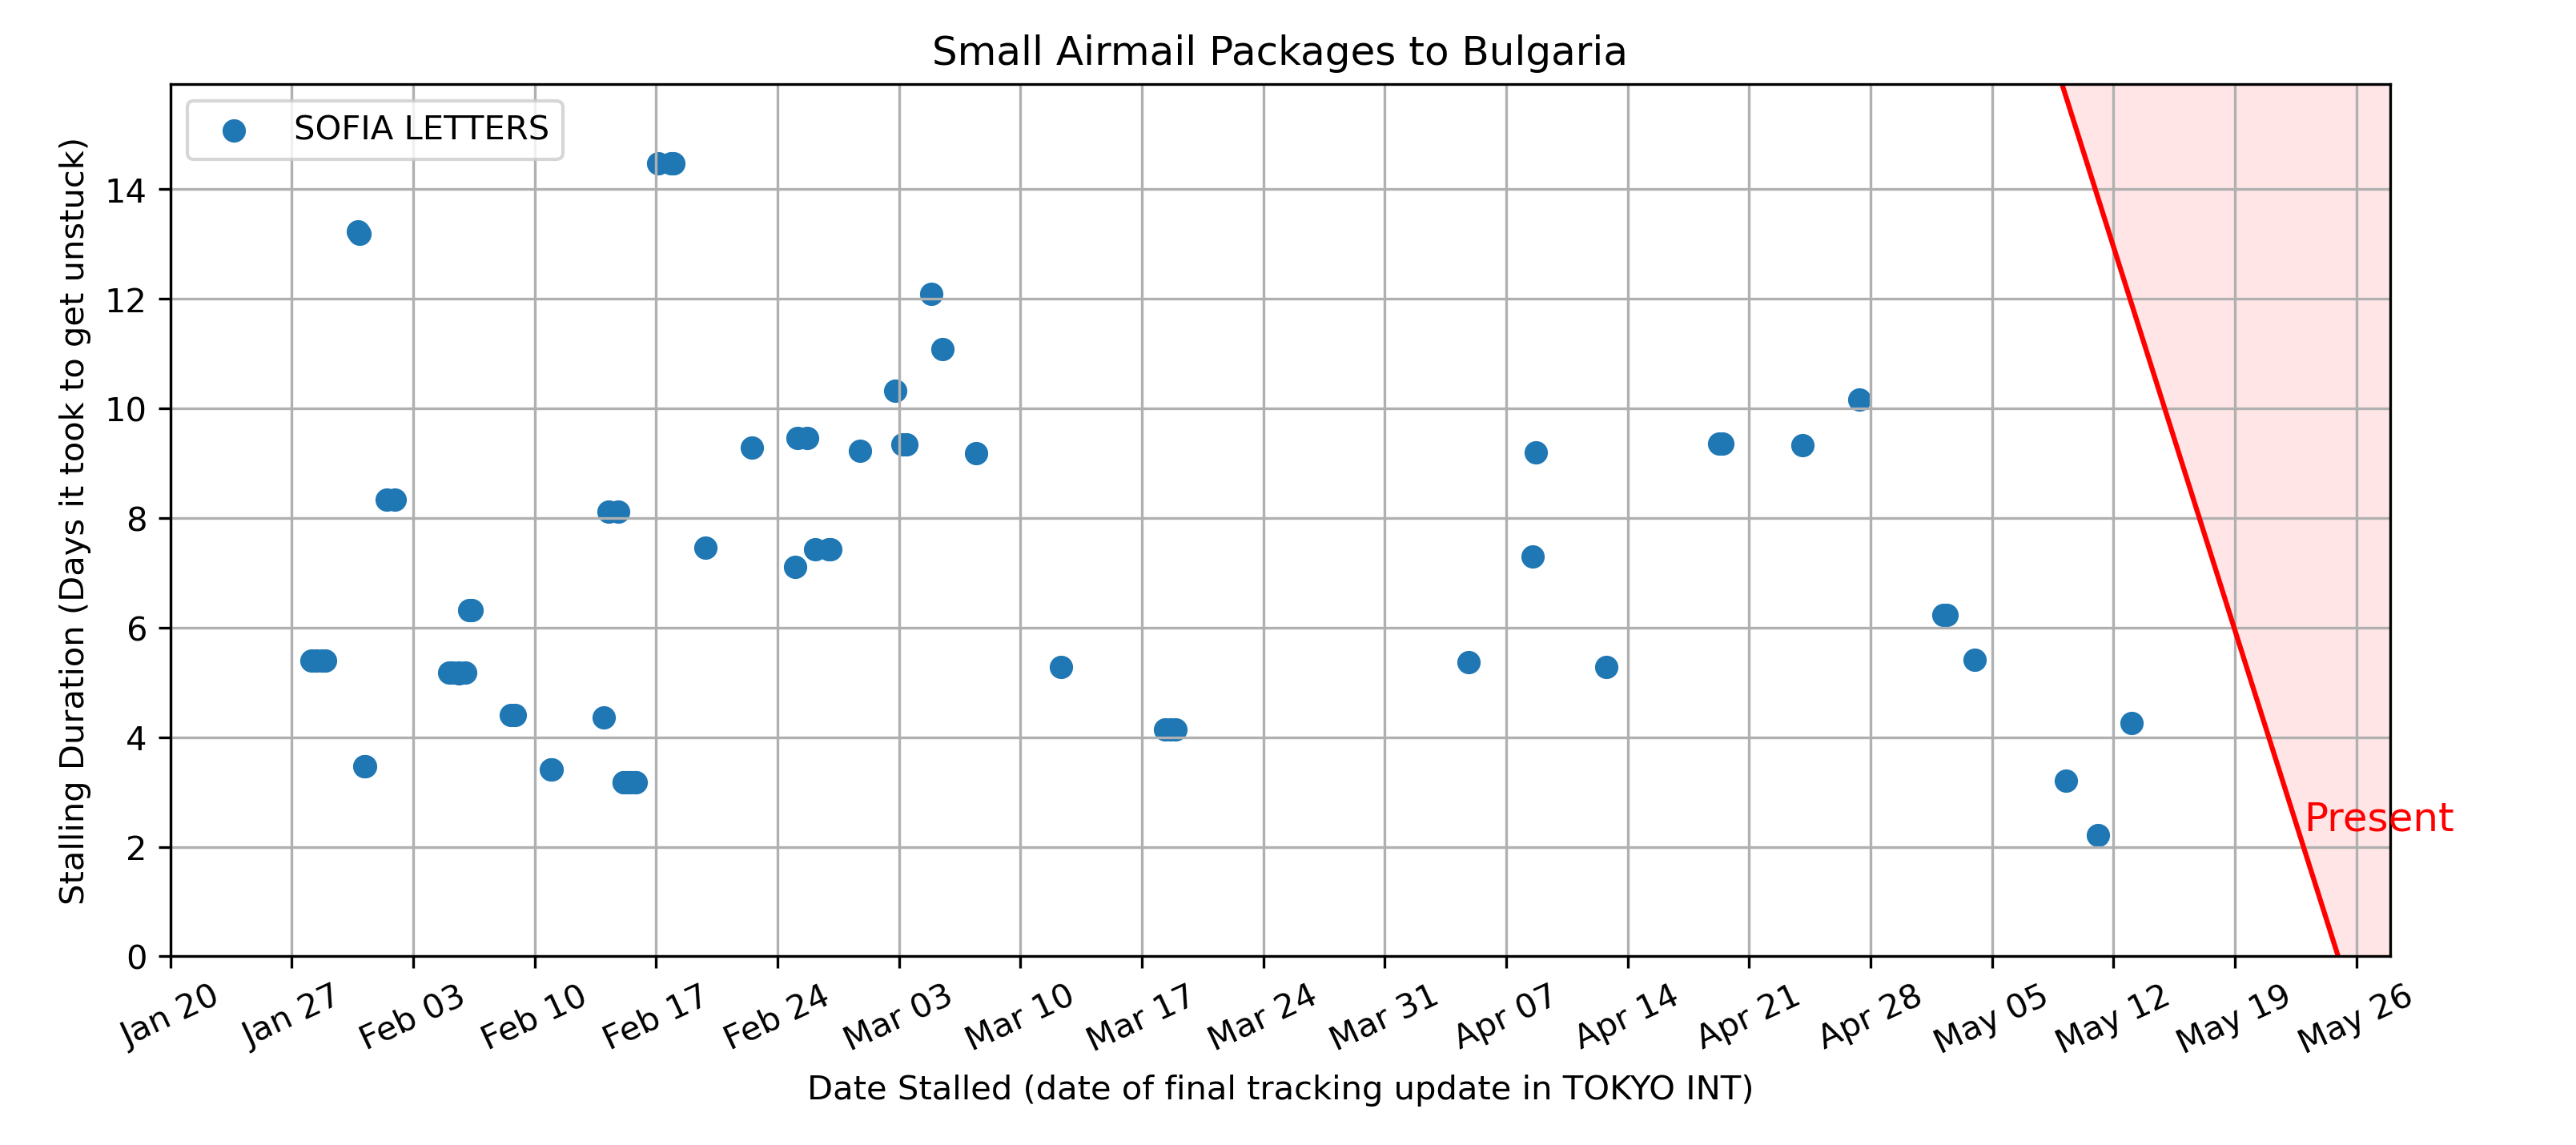 Small Airmail Packages to Bulgaria
SOFIA LETTERS
Stalling Duration (Days it took to get unstuck)
14
12
10
8
6
4
2
0
Present
Jan 20 Jan 27 Feb 03 Feb 10 Feb 17 Feb 24 Mar 03 Mar 10 Mar 17 Mar 24 Mar 31 Apr 07 Apr 14 Apr 21 Apr 28 May 05 May 12 May 19 May 26
Date Stalled (date of final tracking update in TOKYO INT)